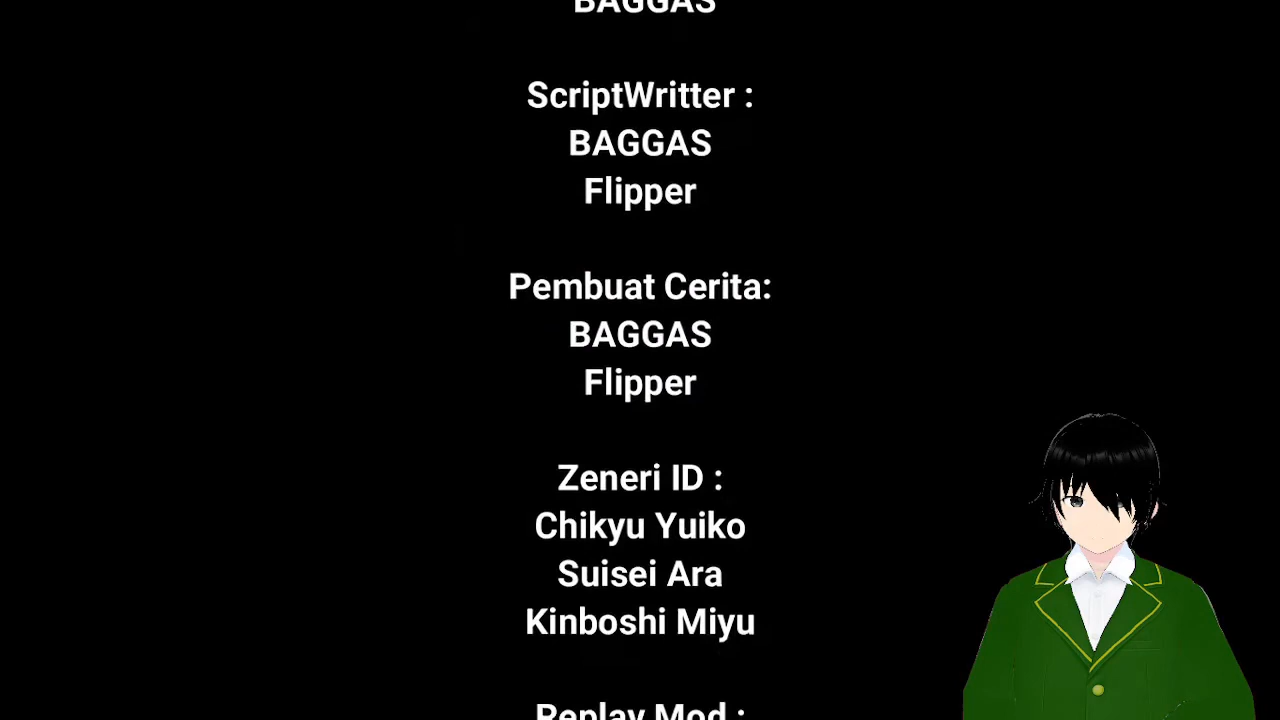 BAGGAS
ScriptWritter :
BAGGAS
Flipper
Pembuat Cerita:
BAGGAS
Flipper
Zeneri ID :
Chikyu Yuiko
Suisei Ara
Kinboshi Miyu
Replay Mod :